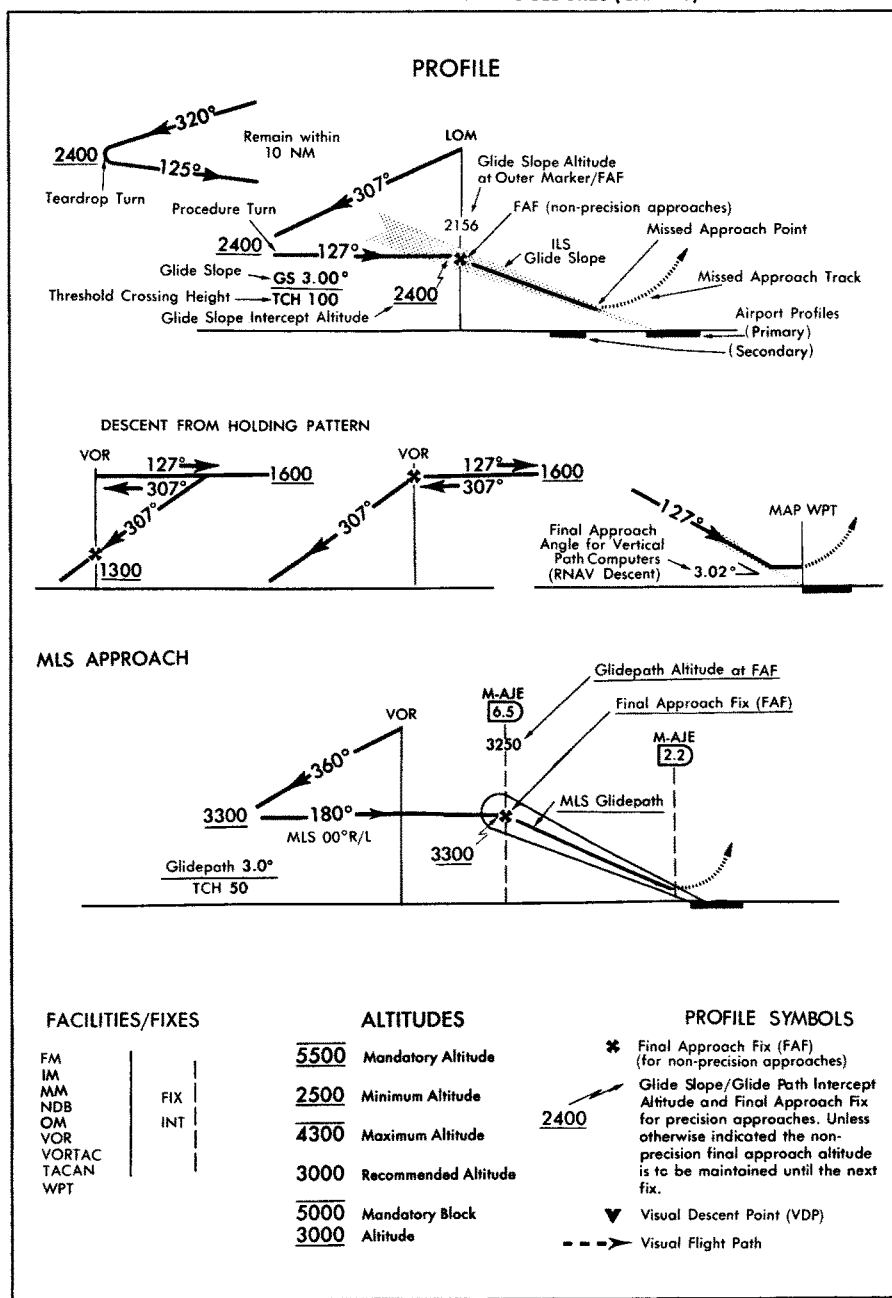 PROFILE
320°
Remain within
10 NM
2400
125°
Teardrop Turn
LOM
Glide Slope Altitude
at Outer Marker/FAF
307°
2156
FAF (non-precision approaches)
Missed Approach Point
Procedure Turn
2400
127°
ILS
Glide Slope
Missed Approach Track
Glide Slope
GS 3.00°
Threshold Crossing Height
TCH 100
2400
Glide Slope Intercept Altitude
Airport Profiles
(Primary)
(Secondary)
DESCENT FROM HOLDING PATTERN
VOR
127°
1600
307°
307°
1300
VOR
127°
1600
307°
307°
127°
MAP WPT
Final Approach
Angle for Vertical
Path Computers
(RNAV Descent)
3.02°
MLS APPROACH
Glidepath Altitude at FAF
M-AJE
6.5
Final Approach Fix (FAF)
VOR
3250
M-AJE
2.2
360°
3300
180°
MLS 00°R/L
MLS Glidepath
3300
Glidepath 3.0°
TCH 50
FACILITIES/FIXES
FM
IM
MM
NDB
OM
VOR
VORTAC
TACAN
WPT
FIX
INT
ALTITUDES
5500 Mandatory Altitude
2500 Minimum Altitude
4300 Maximum Altitude
3000 Recommended Altitude
5000 Mandatory Block
3000 Altitude
PROFILE SYMBOLS
Final Approach Fix (FAF)
(for non-precision approaches)
2400
Glide Slope/Glide Path Intercept
Altitude and Final Approach Fix
for precision approaches. Unless
otherwise indicated the non-
precision final approach altitude
is to be maintained until the next
fix.
Visual Descent Point (VDP)
Visual Flight Path